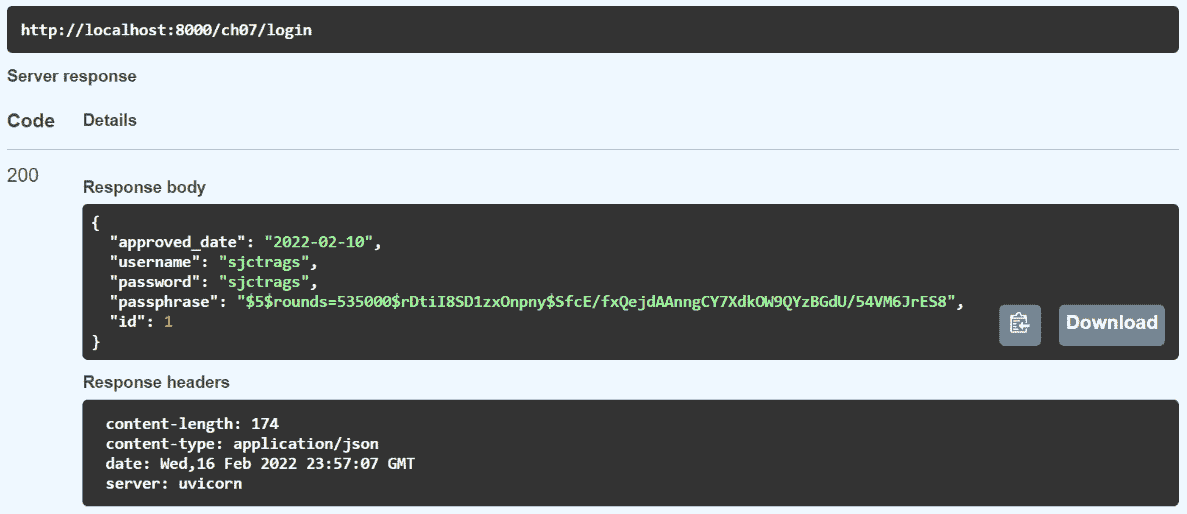 http://localhost:8000/ch07/login
Server response
Code Details
200
Response body
{
  "approved_date": "2022-02-10",
  "username": "sjctrags",
  "password": "sjctrags",
  "passphrase": "$5$rounds=535000$rDtiI8SD1zxOnpny$SfcE/fxQejdAAnngCY7XdkOW9QYzBGdU/54VM6JrES8",
  "id": 1
}
Download
Response headers
content-length: 174
content-type: application/json
date: Wed,16 Feb 2022 23:57:07 GMT
server: uvicorn